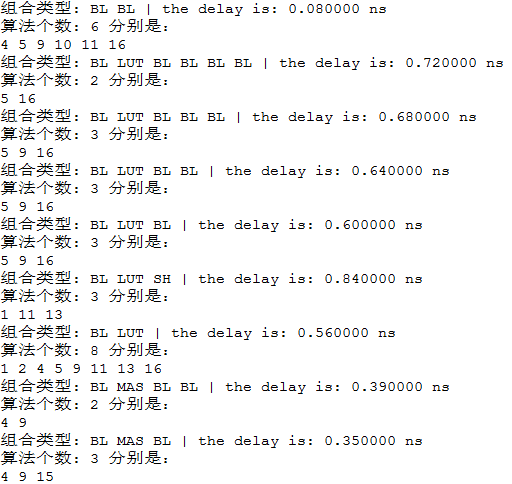 组合类型: BL BL | the delay is: 0.080000 ns
算法个数: 6 分别是:
4 5 9 10 11 16
组合类型: BL LUT BL BL BL BL | the delay is: 0.720000 ns
算法个数: 2 分别是:
5 16
组合类型: BL LUT BL BL BL | the delay is: 0.680000 ns
算法个数: 3 分别是:
5 9 16
组合类型: BL LUT BL BL | the delay is: 0.640000 ns
算法个数: 3 分别是:
5 9 16
组合类型: BL LUT BL | the delay is: 0.600000 ns
算法个数: 3 分别是:
5 9 16
组合类型: BL LUT SH | the delay is: 0.840000 ns
算法个数: 3 分别是:
1 11 13
组合类型: BL LUT | the delay is: 0.560000 ns
算法个数: 8 分别是:
1 2 4 5 9 11 13 16
组合类型: BL MAS BL BL | the delay is: 0.390000 ns
算法个数: 2 分别是:
4 9
组合类型: BL MAS BL | the delay is: 0.350000 ns
算法个数: 3 分别是:
4 9 15